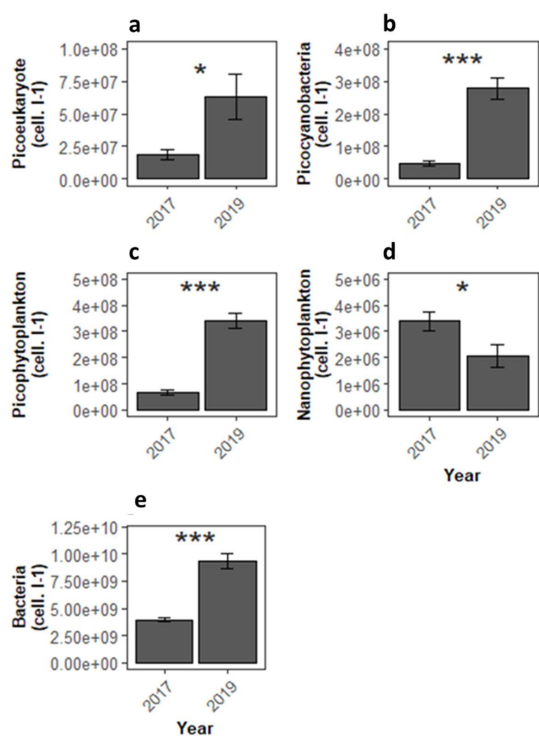 a
Picoeukaryote
(cell. l-1)
1.0e+08
7.5e+07
5.0e+07
2.5e+07
0.0e+00
*
2017
2019
b
Picocyanobacteria
(cell. l-1)
4e+08
3e+08
2e+08
1e+08
0e+00
***
2017
2019
c
Picophytoplankton
(cell. l-1)
5e+08
4e+08
3e+08
2e+08
1e+08
0e+00
***
2017
2019
d
Nanophytoplankton
(cell. l-1)
5e+06
4e+06
3e+06
2e+06
1e+06
0e+00
*
2017
2019
Year
e
Bacteria
(cell. l-1)
1.25e+10
1.00e+10
7.50e+09
5.00e+09
2.50e+09
0.00e+00
***
2017
2019
Year